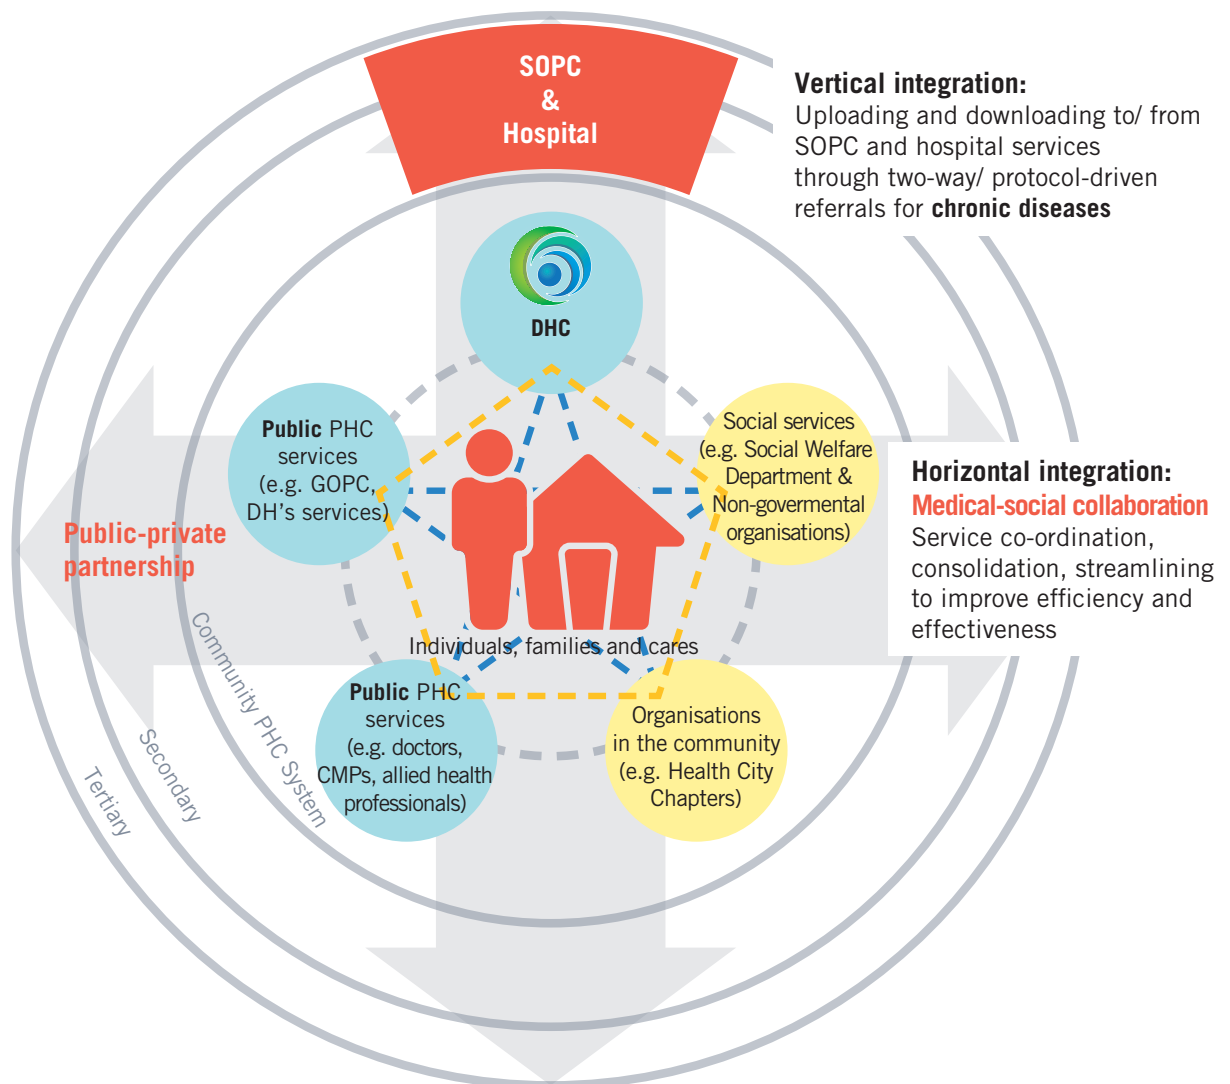 SOPC
&
Hospital
Vertical integration:
Uploading and downloading to/ from
SOPC and hospital services
through two-way/ protocol-driven
referrals for chronic diseases
DHC
Public PHC
services
(e.g. GOPC,
DH's services)
Social services
(e.g. Social Welfare
Department &
Non-govermental
organisations)
Horizontal integration:
Medical-social collaboration
Service co-ordination,
consolidation, streamlining
to improve efficiency and
effectiveness
Public-private
partnership
Individuals, families and cares
Public PHC
services
(e.g. doctors,
CMPs, allied health
professionals)
Organisations
in the community
(e.g. Health City
Chapters)
Community PHC System
Secondary
Tertiary